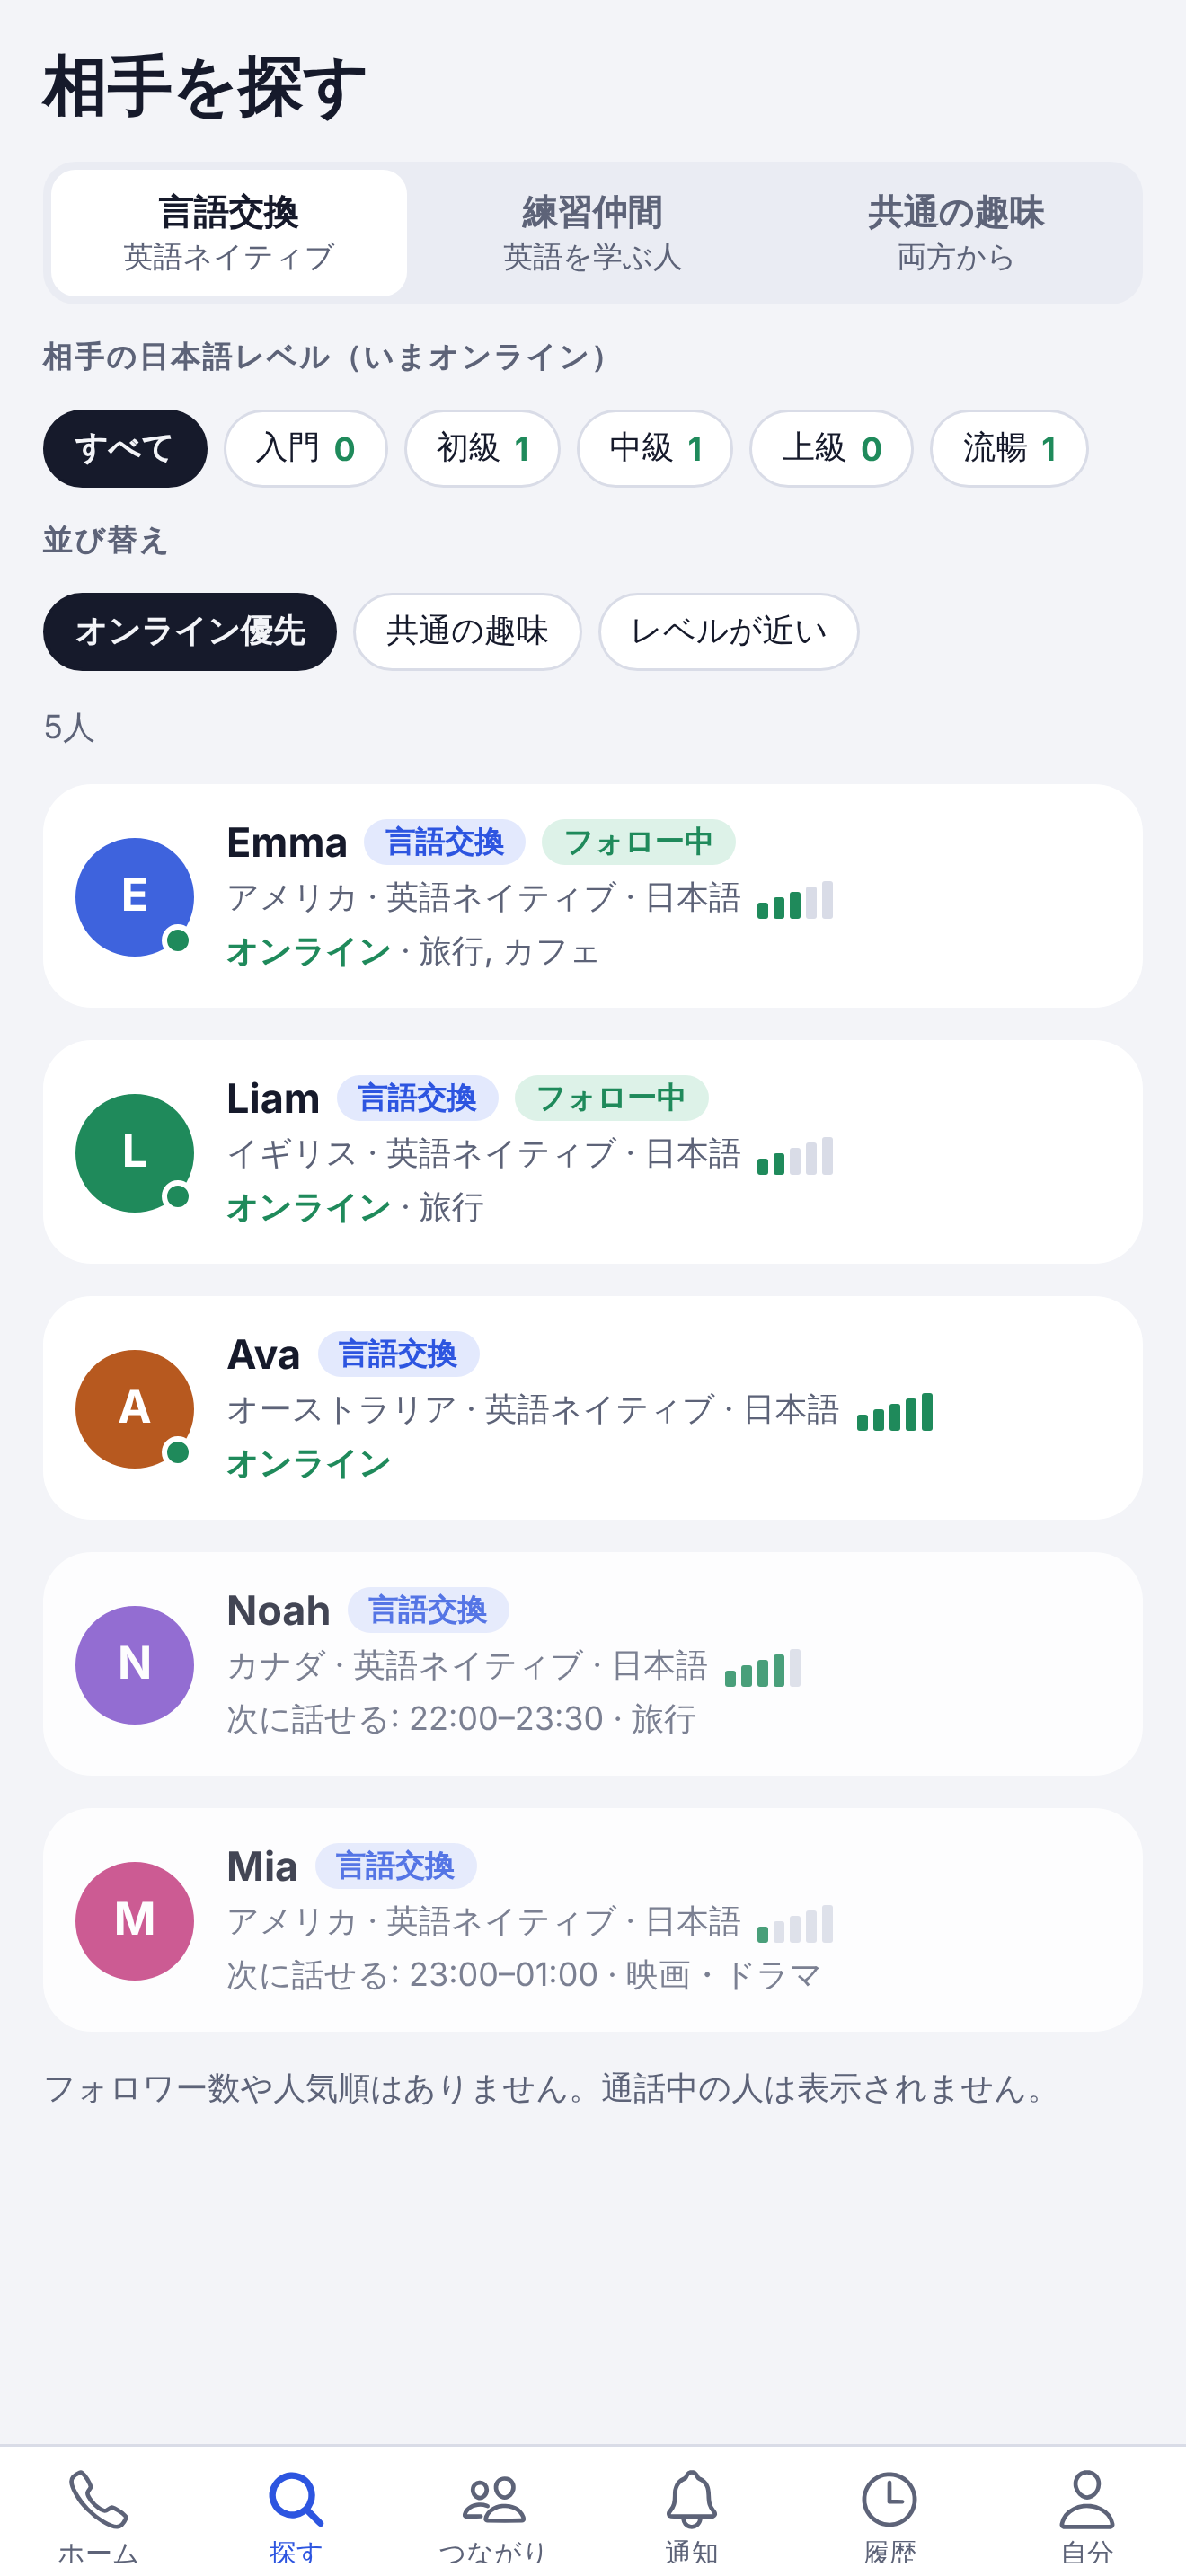 相手を探す
言語交換 練習仲間 共通の趣味
英語ネイティブ 英語を学ぶ人 両方から
相手の日本語レベル（いまオンライン）
すべて 入門 0 初級 1 中級 1 上級 0 流暢 1
並び替え
オンライン優先 共通の趣味 レベルが近い
5人
E
Emma 言語交換 フォロー中
アメリカ · 英語ネイティブ · 日本語
オンライン · 旅行, カフェ
L
Liam 言語交換 フォロー中
イギリス · 英語ネイティブ · 日本語
オンライン · 旅行
A
Ava 言語交換
オーストラリア · 英語ネイティブ · 日本語
オンライン
N
Noah 言語交換
カナダ · 英語ネイティブ · 日本語
次に話せる: 22:00–23:30 · 旅行
M
Mia 言語交換
アメリカ · 英語ネイティブ · 日本語
次に話せる: 23:00–01:00 · 映画・ドラマ
フォロワー数や人気順はありません。通話中の人は表示されません。
ホーム 探す つながり 通知 履歴 自分